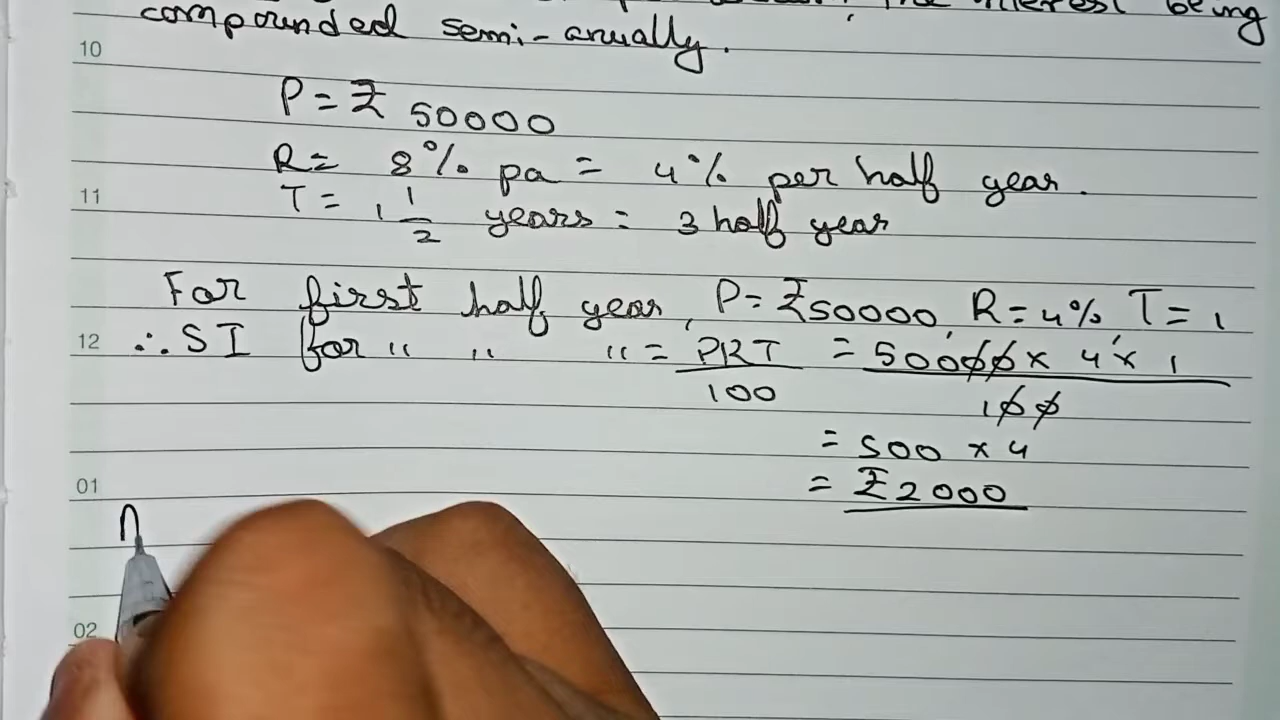 interest being
compounded semi-anually.
10
P = ₹ 50000
R = 8% pa = 4% per half year.
11
T = 1 1/2 years = 3 half year
For first half year, P = ₹50000, R = 4% T = 1
12
∴ SI for " " " = PRT/100 = 50000 x 4 x 1/100
= 500 x 4
01
= ₹2000
02